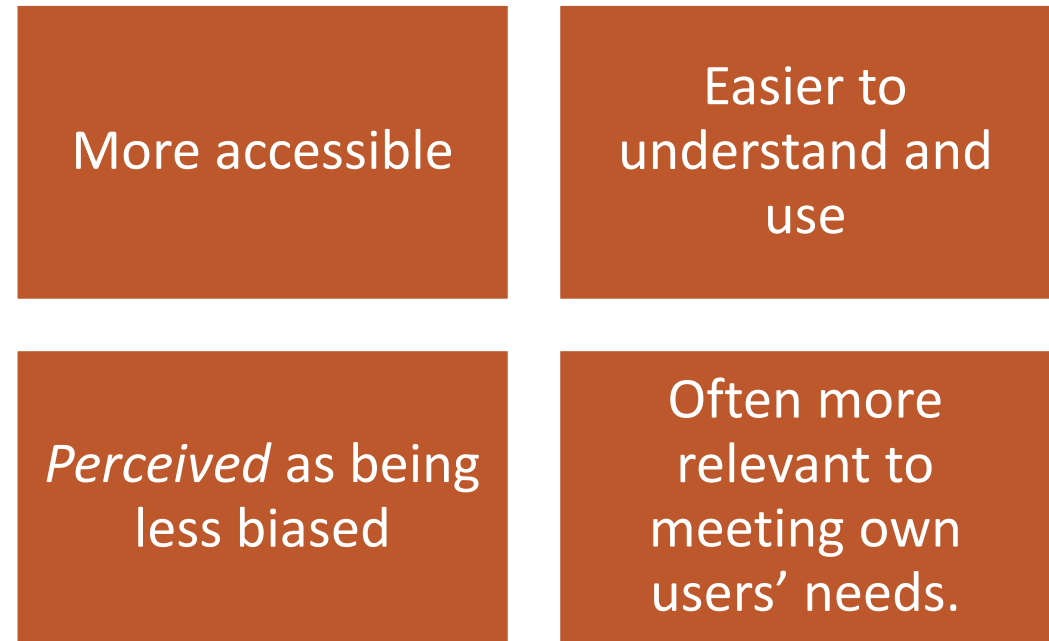 More accessible
Easier to
understand and
use
Perceived as being
less biased
Often more
relevant to
meeting own
users’ needs.